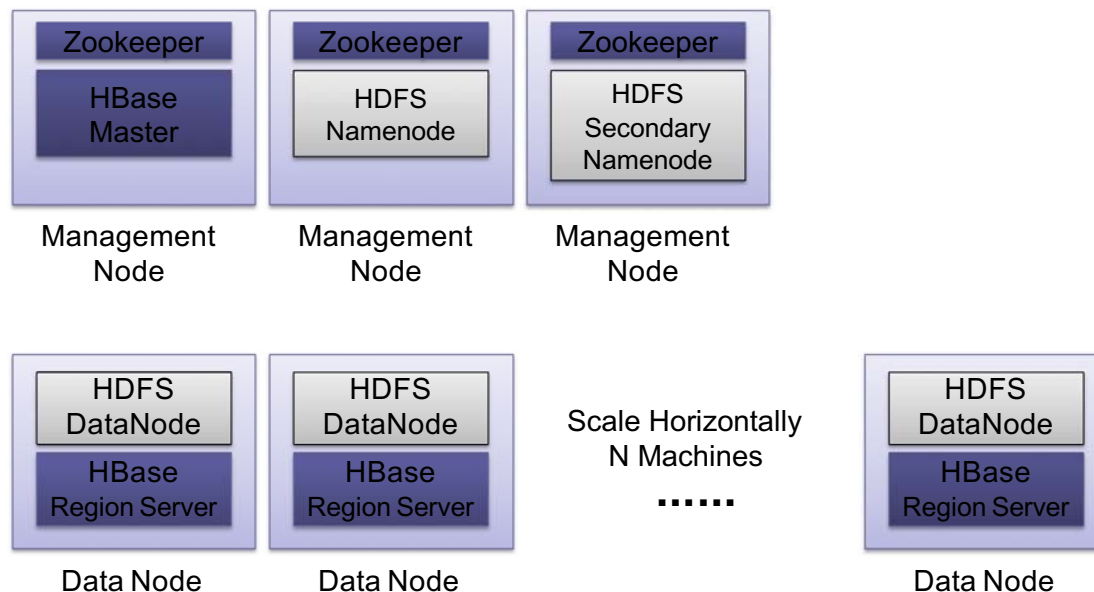 Zookeeper
HBase
Master
Management
Node
Zookeeper
HDFS
Namenode
Management
Node
Zookeeper
HDFS
Secondary
Namenode
Management
Node
HDFS
DataNode
HBase
Region Server
Data Node
HDFS
DataNode
HBase
Region Server
Data Node
Scale Horizontally
N Machines
......
HDFS
DataNode
HBase
Region Server
Data Node